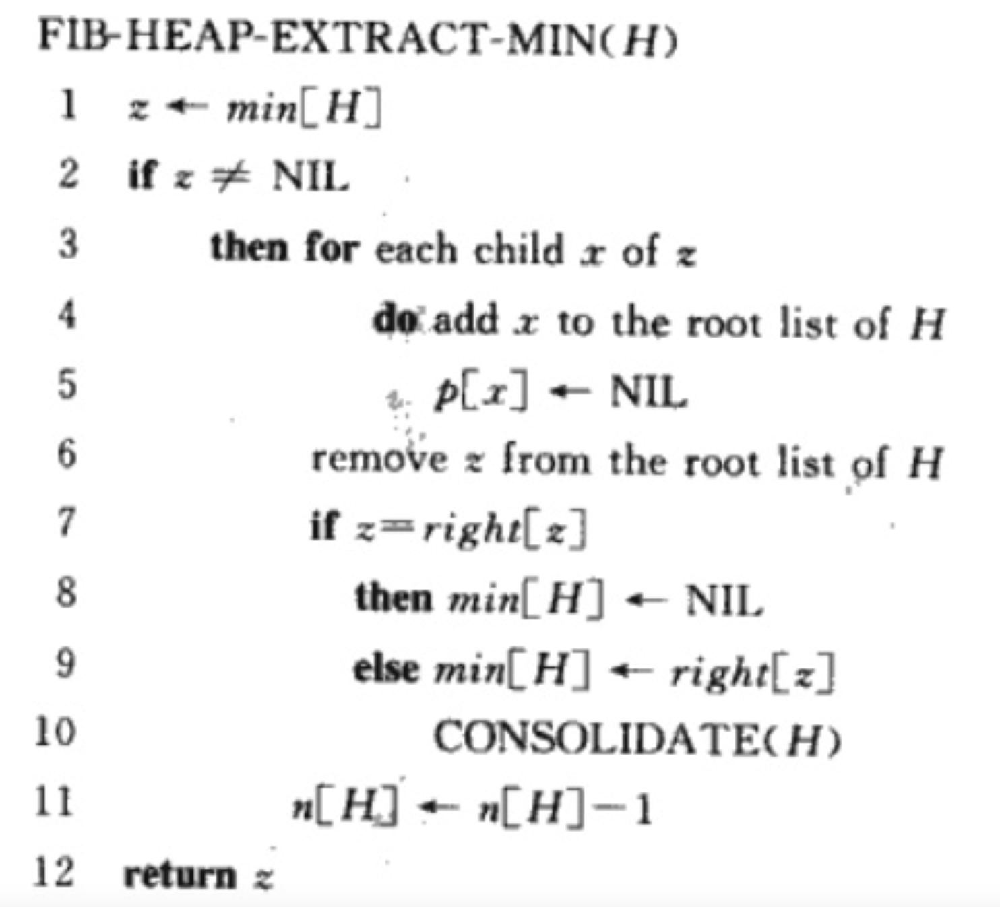 FIB-HEAP-EXTRACT-MIN(H)
1 z ← min[H]
2 if z ≠ NIL
3 then for each child x of z
4 do add x to the root list of H
5 p[x] ← NIL
6 remove z from the root list of H
7 if z=right[z]
8 then min[H] ← NIL
9 else min[H] ← right[z]
10 CONSOLIDATE(H)
11 n[H] ← n[H]-1
12 return z